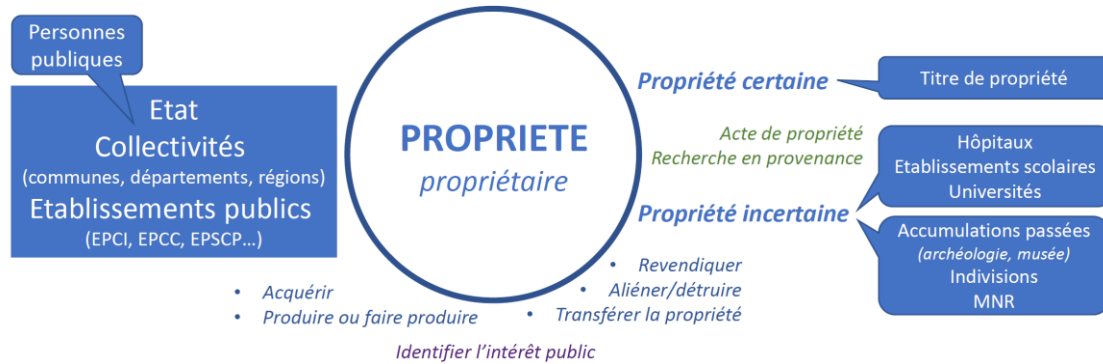 Personnes
publiques
Etat
Collectivités
(communes, départements, régions)
Etablissements publics
(EPCI, EPCC, EPSCP...)
PROPRIETE
propriétaire
Propriété certaine
Titre de propriété
Acte de propriété
Recherche en provenance
Propriété incertaine
Hôpitaux
Etablissements scolaires
Universités
Accumulations passées
(archéologie, musée)
Indivisions
MNR
• Acquérir
• Produire ou faire produire
• Revendiquer
• Aliéner/détruire
• Transférer la propriété
Identifier l'intérêt public